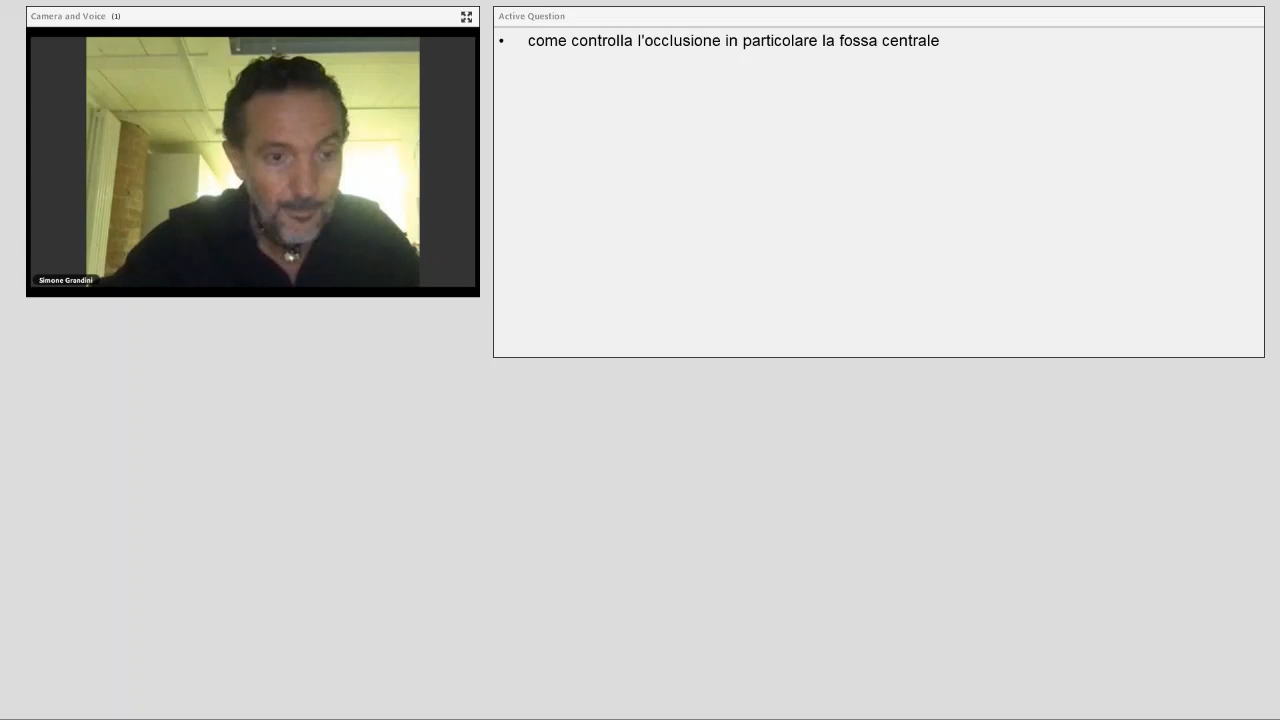 Camera and Voice (1)
Active Question
• come controlla l'occlusione in particolare la fossa centrale
Simone Grandini